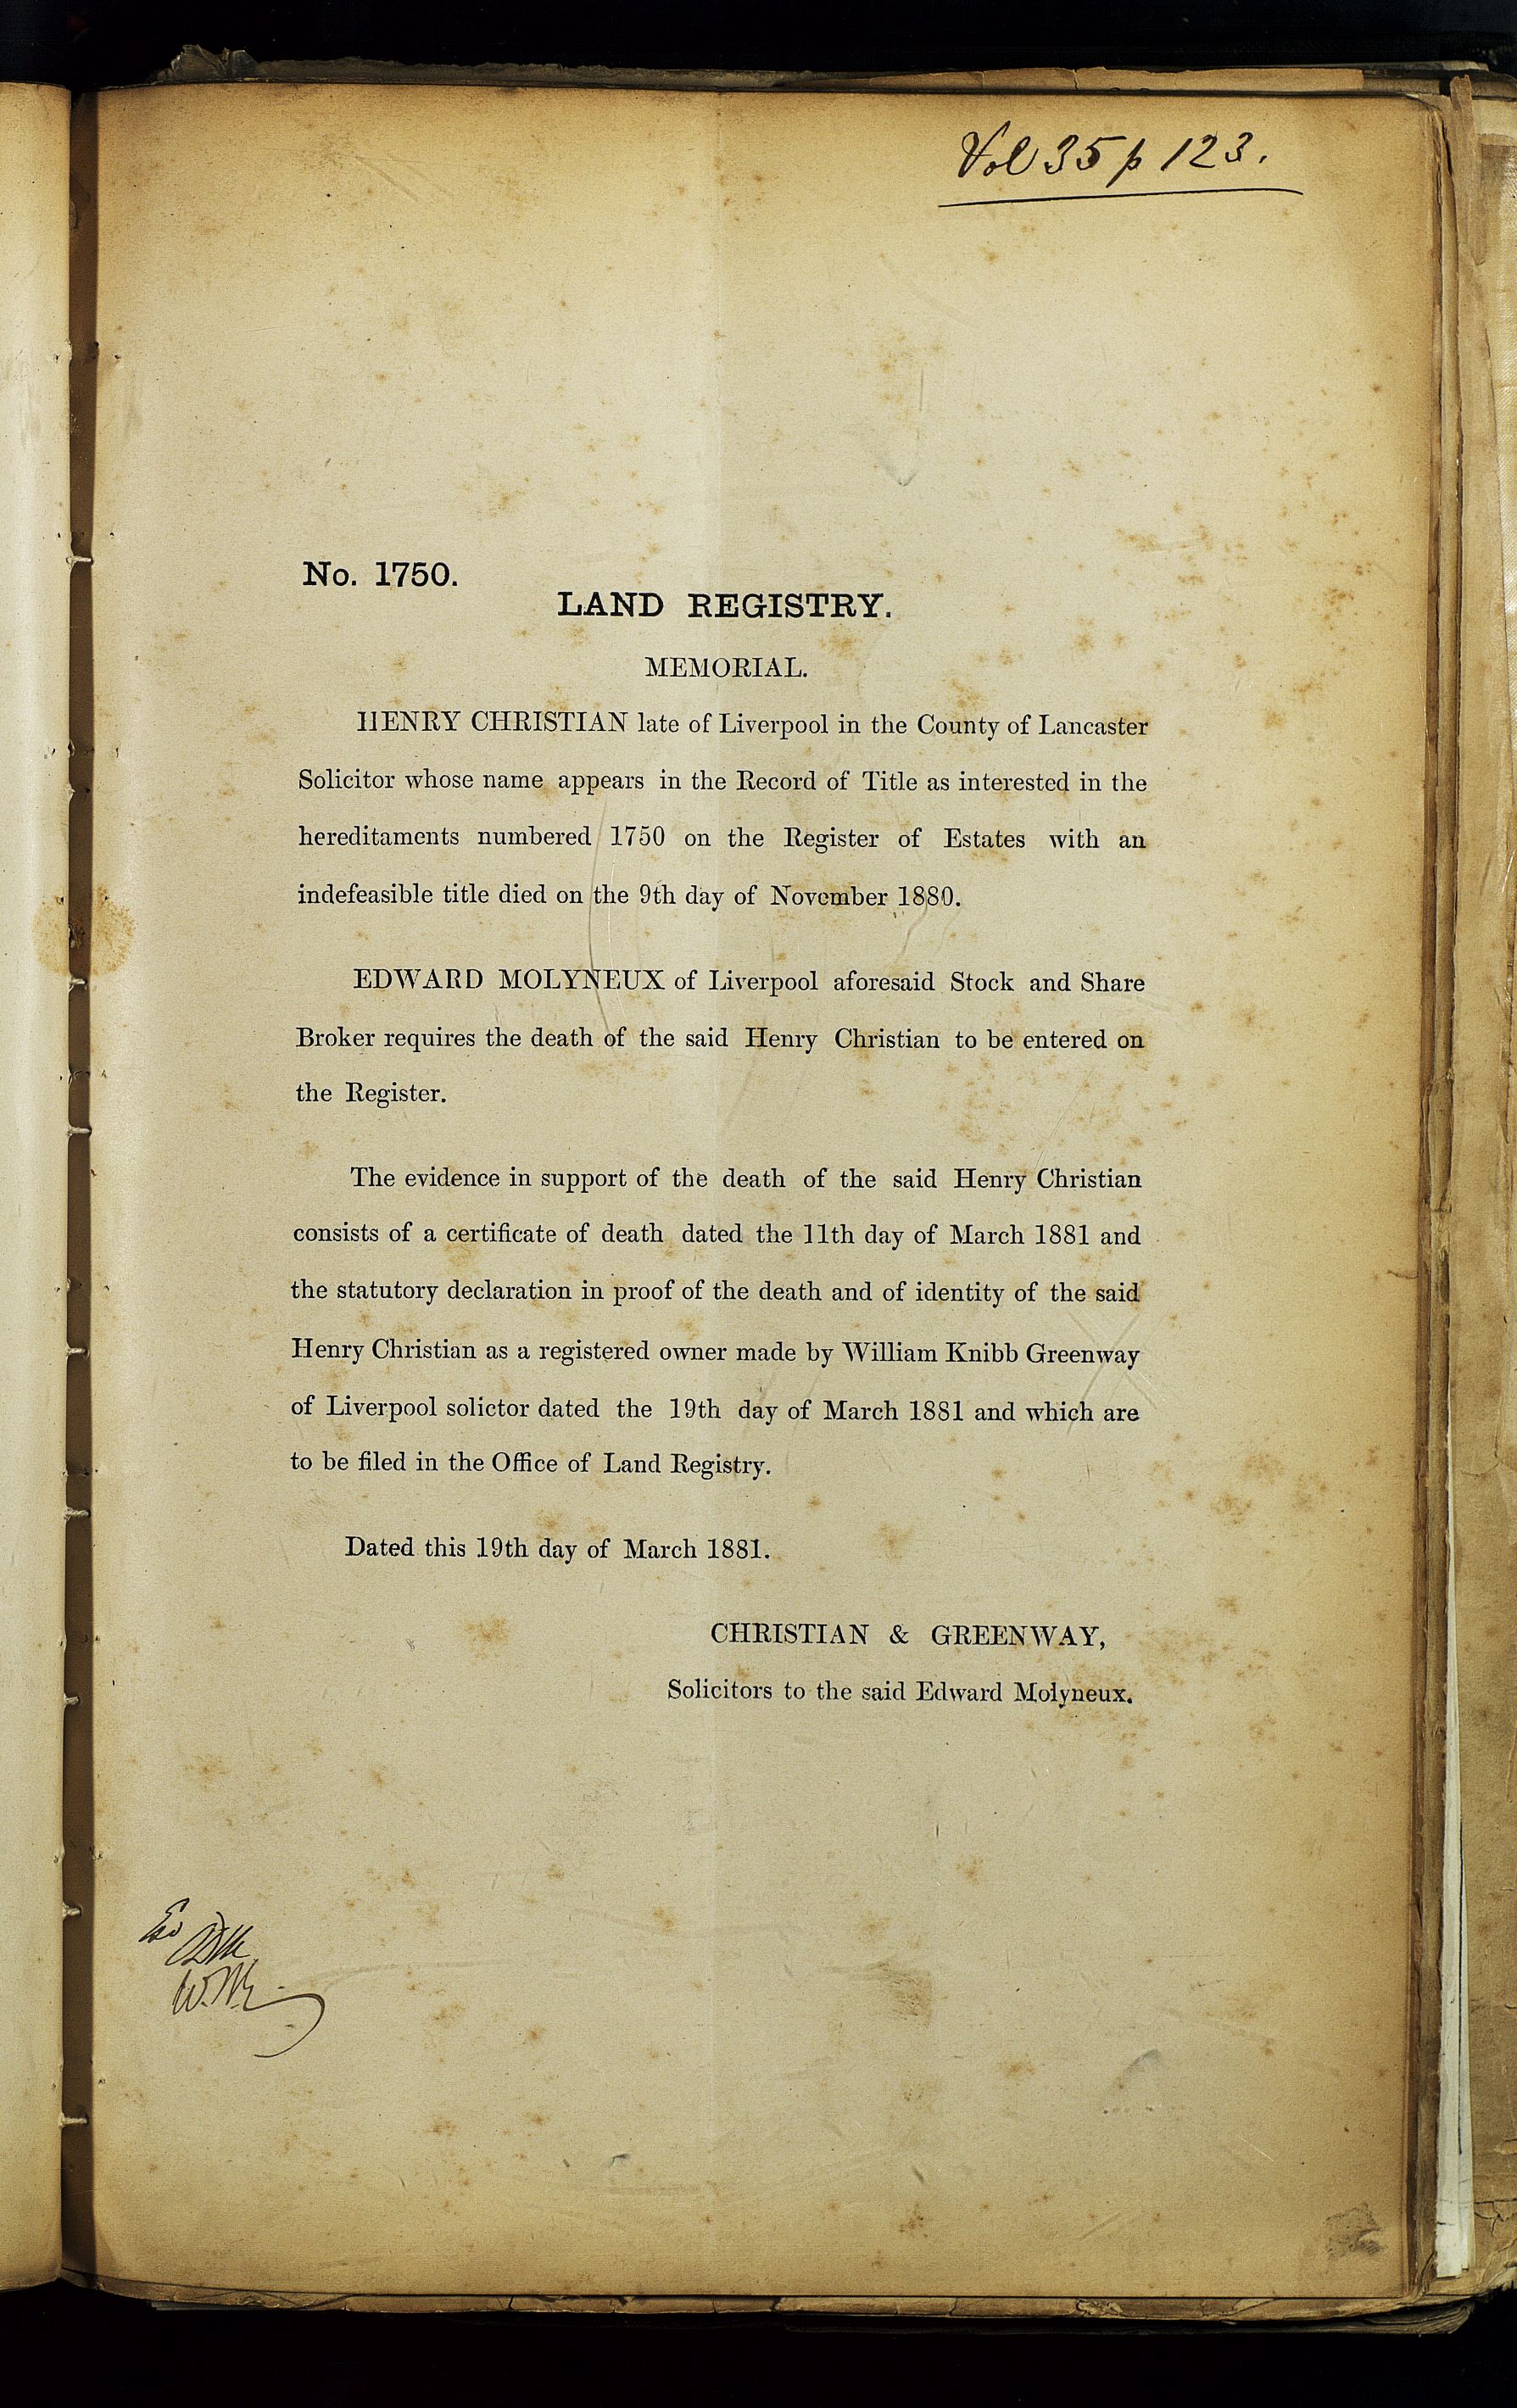 Vol 35 p 123.
No. 1750.
LAND REGISTRY.
MEMORIAL.
HENRY CHRISTIAN late of Liverpool in the County of Lancaster
Solicitor whose name appears in the Record of Title as interested in the
hereditaments numbered 1750 on the Register of Estates with an
indefeasible title died on the 9th day of November 1880.
EDWARD MOLYNEUX of Liverpool aforesaid Stock and Share
Broker requires the death of the said Henry Christian to be entered on
the Register.
The evidence in support of the death of the said Henry Christian
consists of a certificate of death dated the 11th day of March 1881 and
the statutory declaration in proof of the death and of identity of the said
Henry Christian as a registered owner made by William Knibb Greenway
of Liverpool solictor dated the 19th day of March 1881 and which are
to be filed in the Office of Land Registry.
Dated this 19th day of March 1881.
CHRISTIAN & GREENWAY,
Solicitors to the said Edward Molyneux.